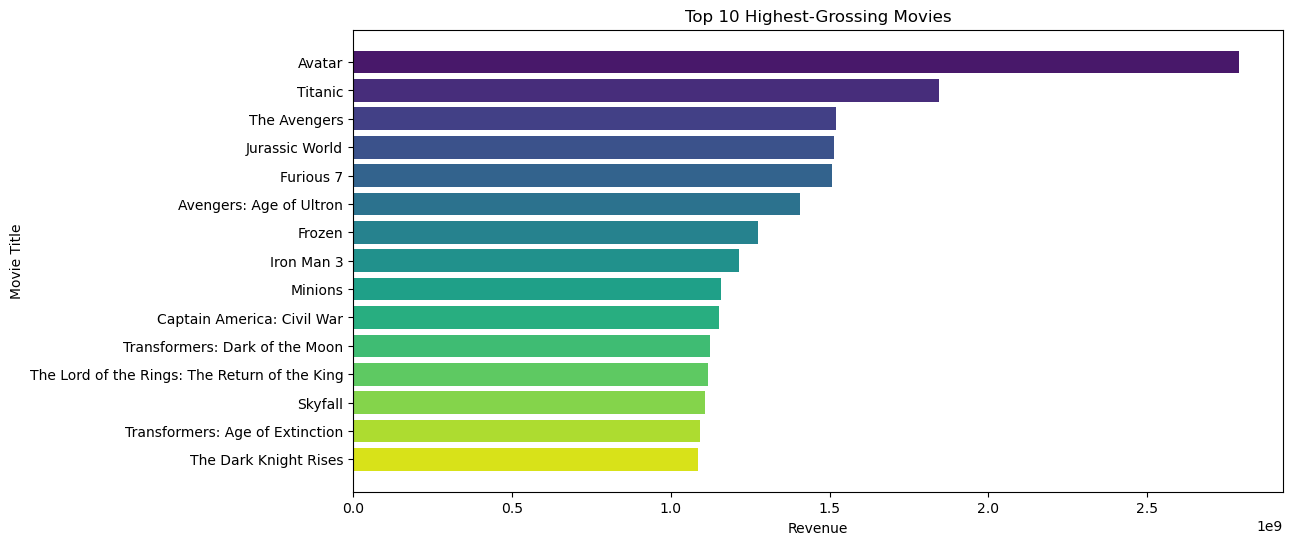 Top 10 Highest-Grossing Movies
Movie Title
Avatar
Titanic
The Avengers
Jurassic World
Furious 7
Avengers: Age of Ultron
Frozen
Iron Man 3
Minions
Captain America: Civil War
Transformers: Dark of the Moon
The Lord of the Rings: The Return of the King
Skyfall
Transformers: Age of Extinction
The Dark Knight Rises
0.0 0.5 1.0 1.5 2.0 2.5
1e9
Revenue